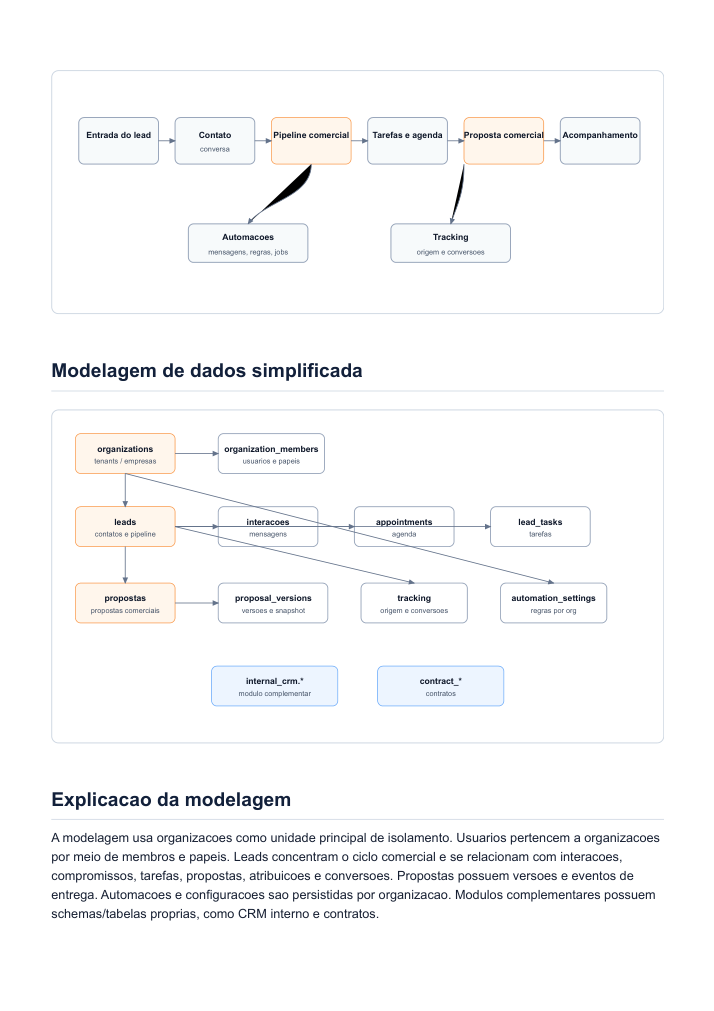 Entrada do lead
Contato
conversa
Pipeline comercial
Tarefas e agenda
Proposta comercial
Acompanhamento
Automacoes
mensagens, regras, jobs
Tracking
origem e conversoes
Modelagem de dados simplificada
organizations
tenants / empresas
organization_members
usuarios e papeis
leads
contatos e pipeline
interacoes
mensagens
appointments
agenda
lead_tasks
tarefas
propostas
propostas comerciais
proposal_versions
versoes e snapshot
tracking
origem e conversoes
automation_settings
regras por org
internal_crm.*
modulo complementar
contract_*
contratos
Explicacao da modelagem
A modelagem usa organizacoes como unidade principal de isolamento. Usuarios pertencem a organizacoes
por meio de membros e papeis. Leads concentram o ciclo comercial e se relacionam com interacoes,
compromissos, tarefas, propostas, atribuicoes e conversoes. Propostas possuem versoes e eventos de
entrega. Automacoes e configuracoes sao persistidas por organizacao. Modulos complementares possuem
schemas/tabelas proprias, como CRM interno e contratos.